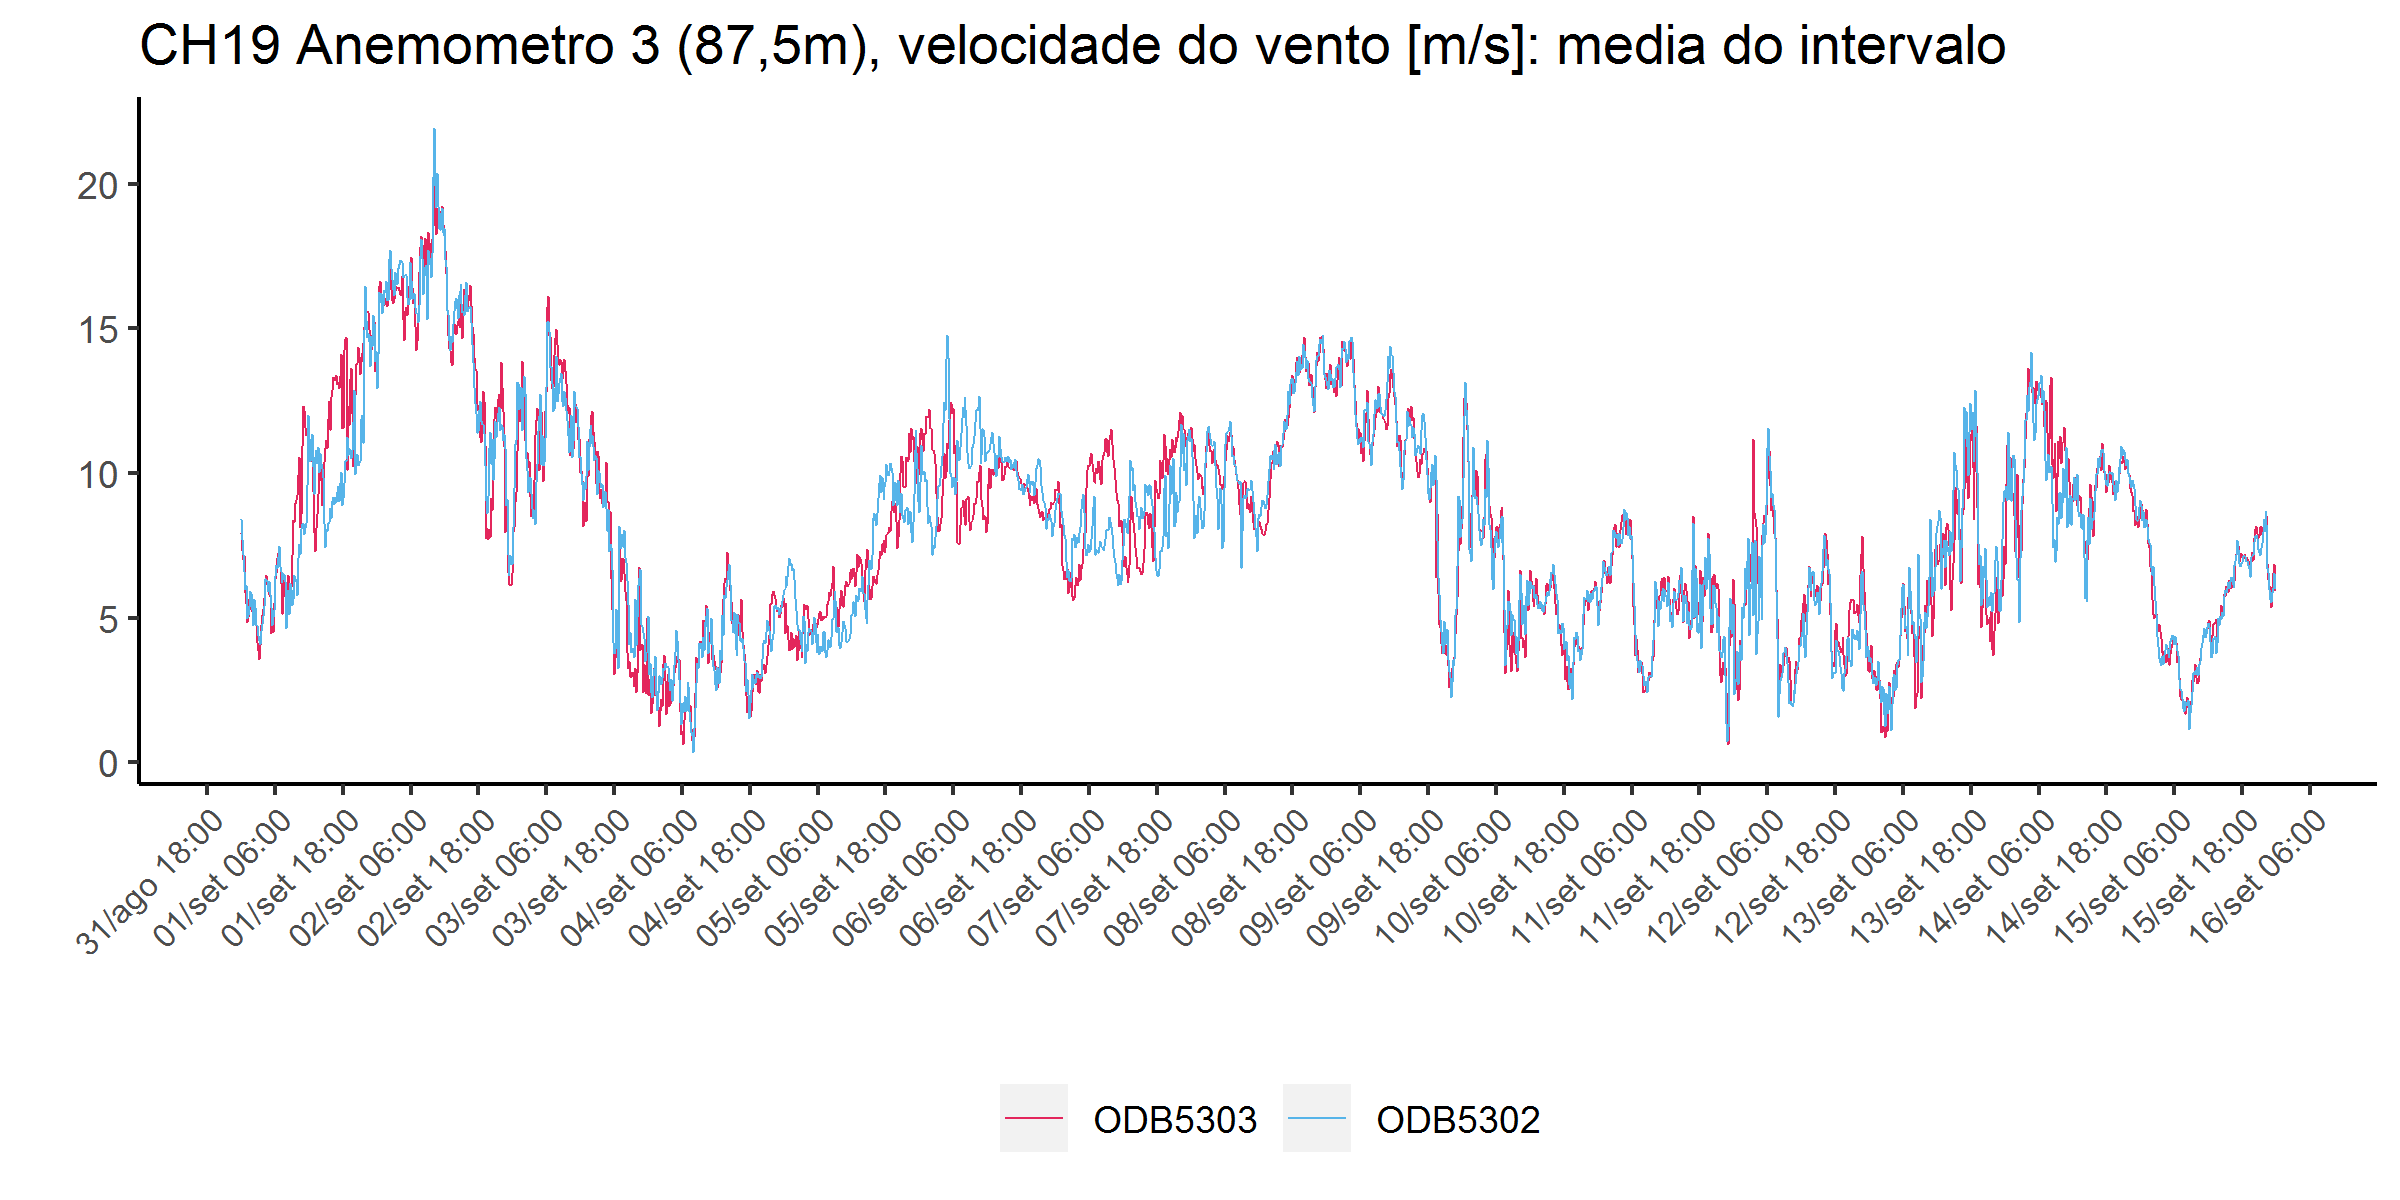 CH19 Anemometro 3 (87,5m), velocidade do vento [m/s]: media do intervalo
20
15
10
5
0
31/ago 18:00
01/set 06:00
01/set 18:00
02/set 06:00
02/set 18:00
03/set 06:00
03/set 18:00
04/set 06:00
04/set 18:00
05/set 06:00
05/set 18:00
06/set 06:00
06/set 18:00
07/set 06:00
07/set 18:00
08/set 06:00
08/set 18:00
09/set 06:00
09/set 18:00
10/set 06:00
10/set 18:00
11/set 06:00
11/set 18:00
12/set 06:00
12/set 18:00
13/set 06:00
13/set 18:00
14/set 06:00
14/set 18:00
15/set 06:00
15/set 18:00
16/set 06:00
ODB5303 ODB5302